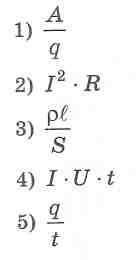 1) A/q
2) I² · R
3) ρℓ/S
4) I · U · t
5) q/t